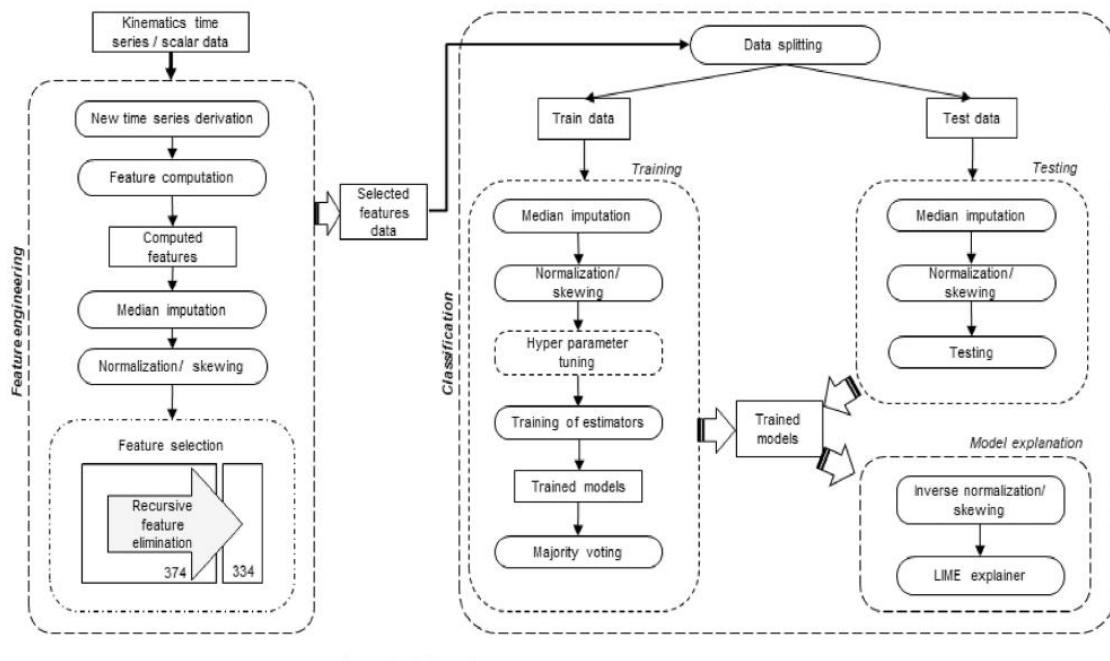 Kinematics time
series / scalar data
Feature engineering
New time series derivation
Feature computation
Computed
features
Median imputation
Normalization/ skewing
Feature selection
Recursive
feature
elimination
374
334
Selected
features
data
Classification
Data splitting
Train data
Test data
Training
Median imputation
Normalization/
skewing
Hyper parameter
tuning
Training of estimators
Trained models
Majority voting
Trained
models
Testing
Median imputation
Normalization/
skewing
Testing
Model explanation
Inverse normalization/
skewing
LIME explainer